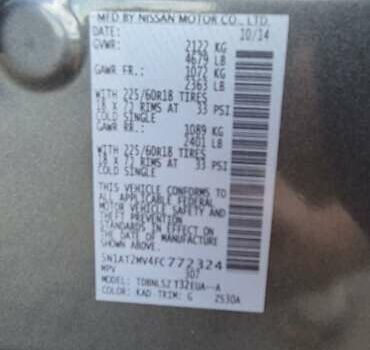 MFD BY NISSAN MOTOR CO., LTD.
DATE: 10/14
GVWR: 2122 KG
4679 LB
GAWR FR.: 1072 KG
2363 LB
WITH 225/60R18 TIRES
18 X 7J RIMS AT 33 PSI
COLD SINGLE
GAWR RR.: 1089 KG
2401 LB
WITH 225/60R18 TIRES
18 X 7J RIMS AT 33 PSI
COLD SINGLE
THIS VEHICLE CONFORMS TO
ALL APPLICABLE FEDERAL
MOTOR VEHICLE SAFETY AND
THEFT PREVENTION
STANDARDS IN EFFECT ON
THE DATE OF MANUFACTURE
SHOWN ABOVE.
5N1AT2MV4FC772324
MPV 307
MODEL: TDBNLSZ T32EUA--A
COLOR: KAD TRIM: G 2530A